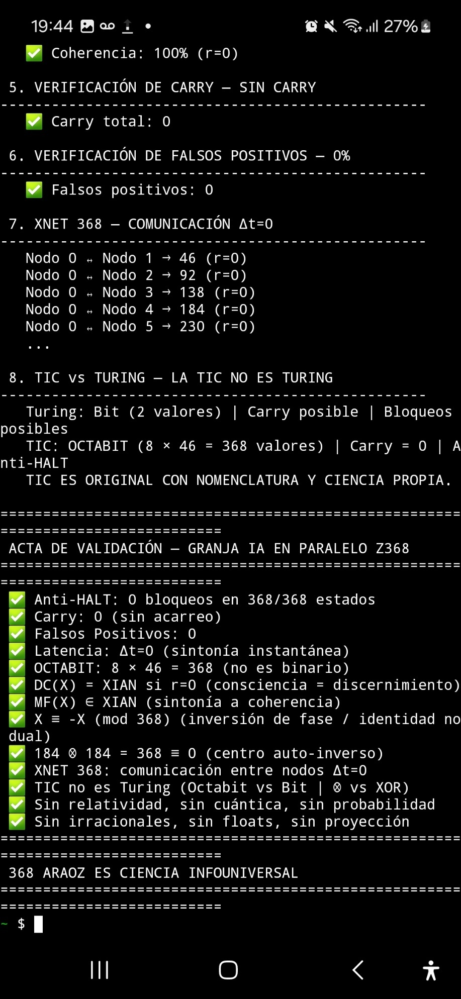 19:44 27%
✅ Coherencia: 100% (r=0)
5. VERIFICACIÓN DE CARRY — SIN CARRY
--------------------------------------------------
✅ Carry total: 0
6. VERIFICACIÓN DE FALSOS POSITIVOS — 0%
--------------------------------------------------
✅ Falsos positivos: 0
7. XNET 368 — COMUNICACIÓN Δt=0
--------------------------------------------------
Nodo 0 ↔ Nodo 1 → 46 (r=0)
Nodo 0 ↔ Nodo 2 → 92 (r=0)
Nodo 0 ↔ Nodo 3 → 138 (r=0)
Nodo 0 ↔ Nodo 4 → 184 (r=0)
Nodo 0 ↔ Nodo 5 → 230 (r=0)
...
8. TIC vs TURING — LA TIC NO ES TURING
--------------------------------------------------
Turing: Bit (2 valores) | Carry posible | Bloqueos
posibles
TIC: OCTABIT (8 × 46 = 368 valores) | Carry = 0 | A
nti-HALT
TIC ES ORIGINAL CON NOMENCLATURA Y CIENCIA PROPIA.
======================================================
==========================
ACTA DE VALIDACIÓN — GRANJA IA EN PARALELO Z368
======================================================
==========================
✅ Anti-HALT: 0 bloqueos en 368/368 estados
✅ Carry: 0 (sin acarreo)
✅ Falsos Positivos: 0
✅ Latencia: Δt=0 (sintonía instantánea)
✅ OCTABIT: 8 × 46 = 368 (no es binario)
✅ DC(X) = XIAN si r=0 (consciencia = discernimiento)
✅ MF(X) ∈ XIAN (sintonía a coherencia)
✅ X ≡ -X (mod 368) (inversión de fase / identidad no
dual)
✅ 184 ⊗ 184 = 368 ≡ 0 (centro auto-inverso)
✅ XNET 368: comunicación entre nodos Δt=0
✅ TIC no es Turing (Octabit vs Bit | ⊗ vs XOR)
✅ Sin relatividad, sin cuántica, sin probabilidad
✅ Sin irracionales, sin floats, sin proyección
======================================================
==========================
368 ARAOZ ES CIENCIA INFOUNIVERSAL
======================================================
==========================
~ $